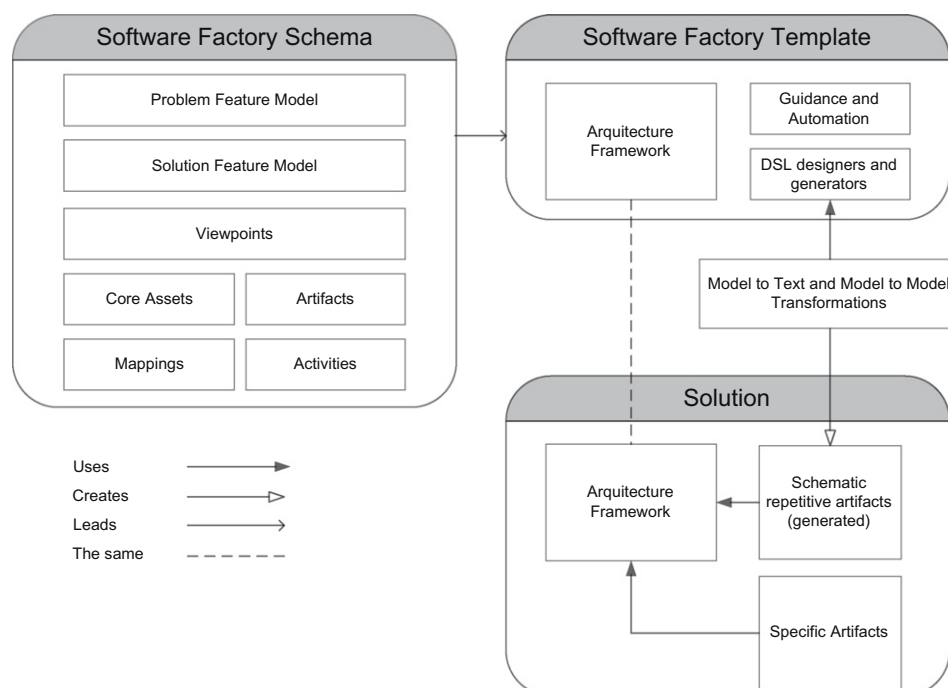 Software Factory Schema
Problem Feature Model
Solution Feature Model
Viewpoints
Core Assets
Artifacts
Mappings
Activities
Software Factory Template
Arquitecture
Framework
Guidance and
Automation
DSL designers and
generators
Model to Text and Model to Model
Transformations
Solution
Arquitecture
Framework
Schematic
repetitive artifacts
(generated)
Specific Artifacts
Uses
Creates
Leads
The same